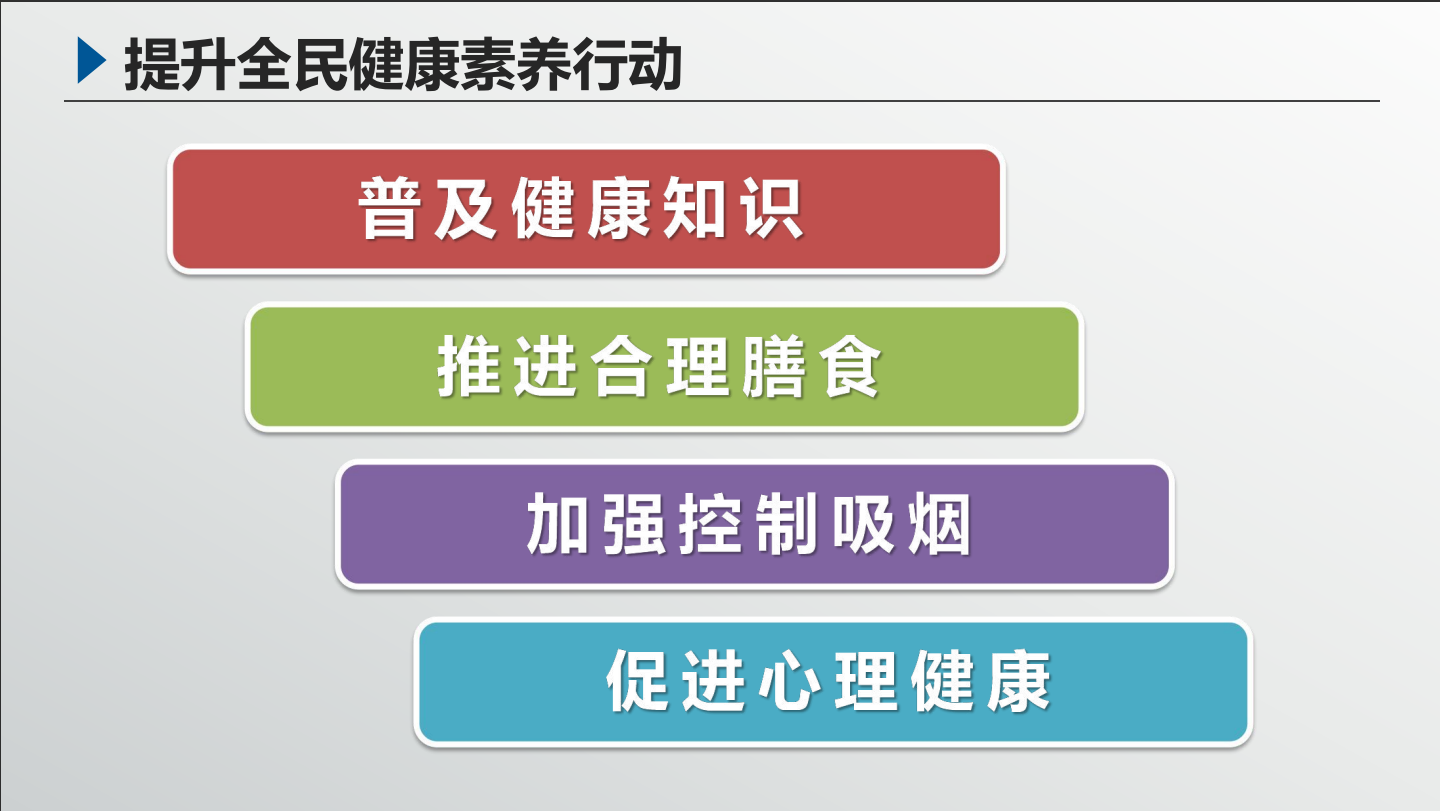 提升全民健康素养行动
普及健康知识
推进合理膳食
加强控制吸烟
促进心理健康